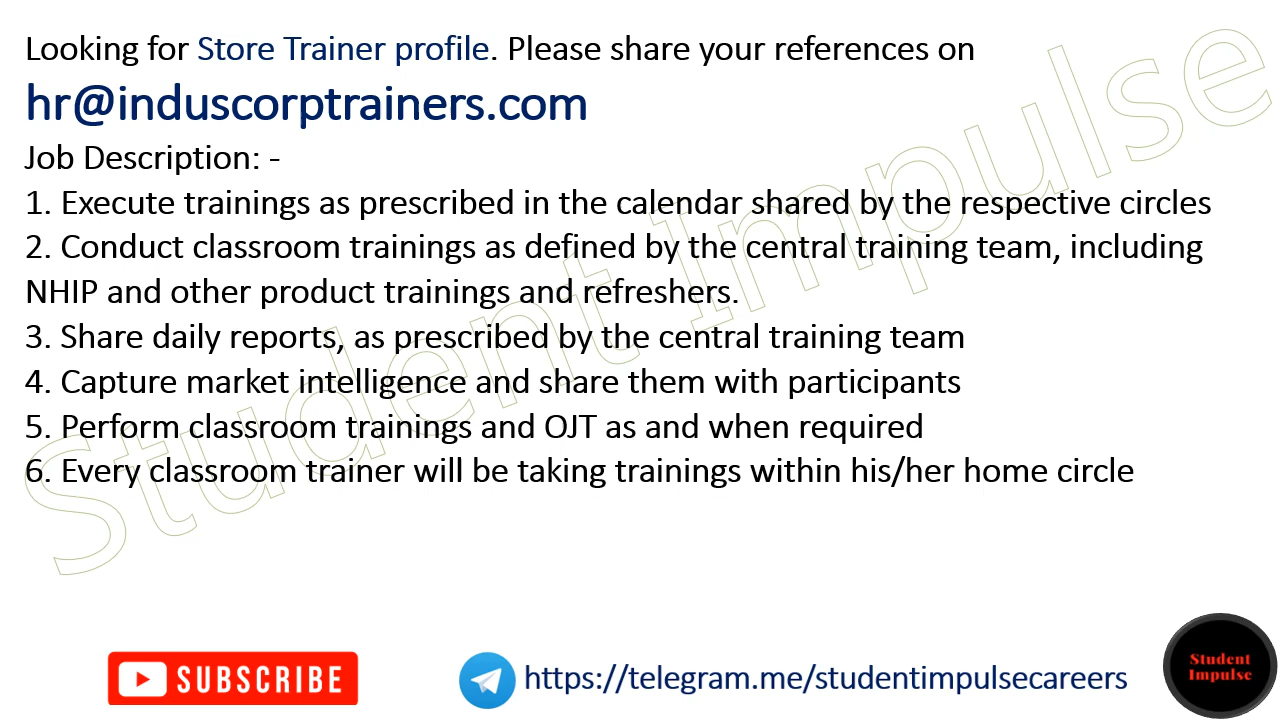 Looking for Store Trainer profile. Please share your references on
hr@induscorptrainers.com
Job Description: -
1. Execute trainings as prescribed in the calendar shared by the respective circles
2. Conduct classroom trainings as defined by the central training team, including
NHIP and other product trainings and refreshers.
3. Share daily reports, as prescribed by the central training team
4. Capture market intelligence and share them with participants
5. Perform classroom trainings and OJT as and when required
6. Every classroom trainer will be taking trainings within his/her home circle
Student Impulse
SUBSCRIBE
https://telegram.me/studentimpulsecareers
Student
Impulse